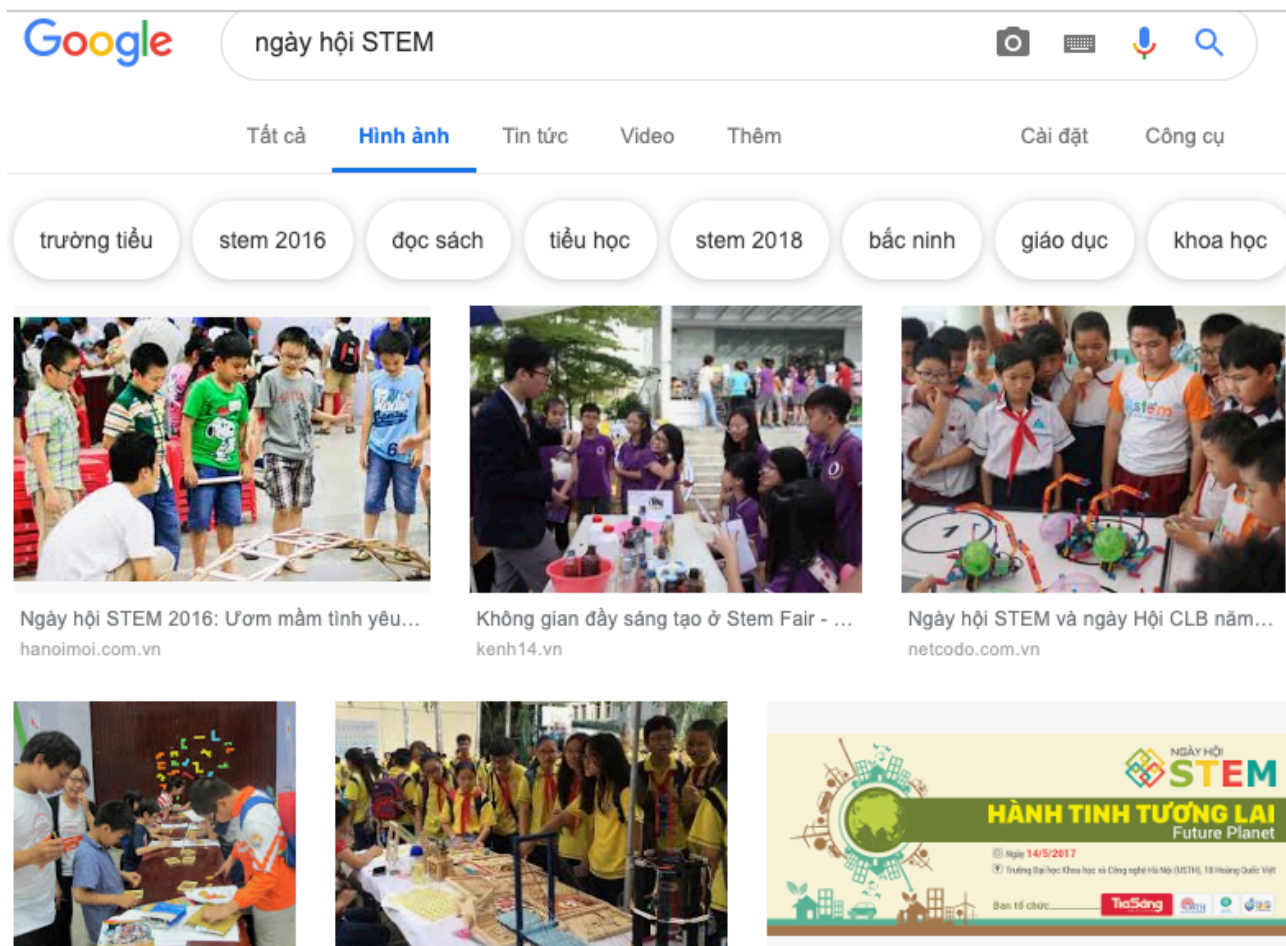 Google
ngày hội STEM
Tất cả Hình ảnh Tin tức Video Thêm Cài đặt Công cụ
trường tiểu stem 2016 đọc sách tiểu học stem 2018 bắc ninh giáo dục khoa học
Ngày hội STEM 2016: Ươm mầm tình yêu...
hanoimoi.com.vn
Không gian đầy sáng tạo ở Stem Fair - ...
kenh14.vn
Ngày hội STEM và ngày Hội CLB năm...
netcodo.com.vn
stem
1
6
NGÀY HỘI
STEM
HÀNH TINH TƯƠNG LAI
Future Planet
Ngày 14/5/2017
Trường Đại học Khoa học và Công nghệ Hà Nội (USTH), 18 Hoàng Quốc Việt
Ban tổ chức
TiaSáng